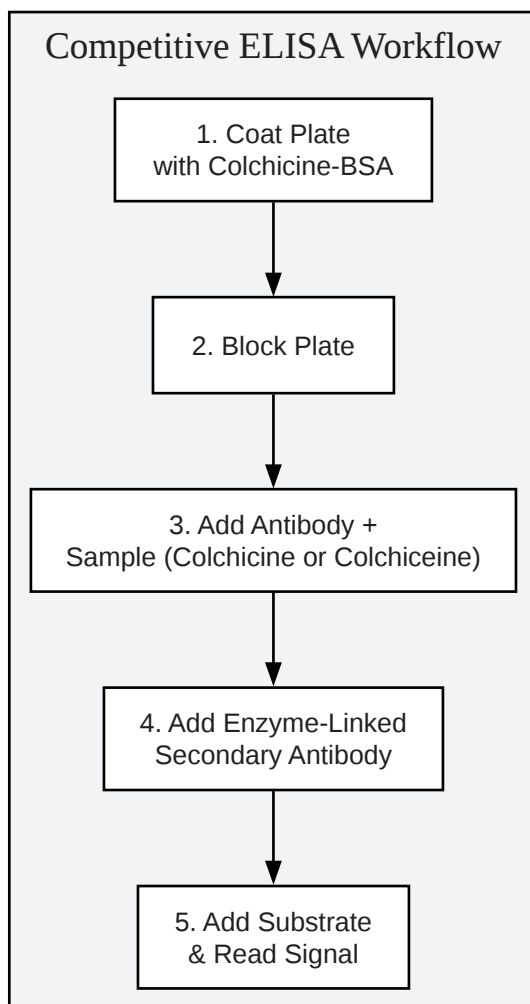 Competitive ELISA Workflow
1. Coat Plate
with Colchicine-BSA
2. Block Plate
3. Add Antibody +
Sample (Colchicine or Colchiceine)
4. Add Enzyme-Linked
Secondary Antibody
5. Add Substrate
& Read Signal